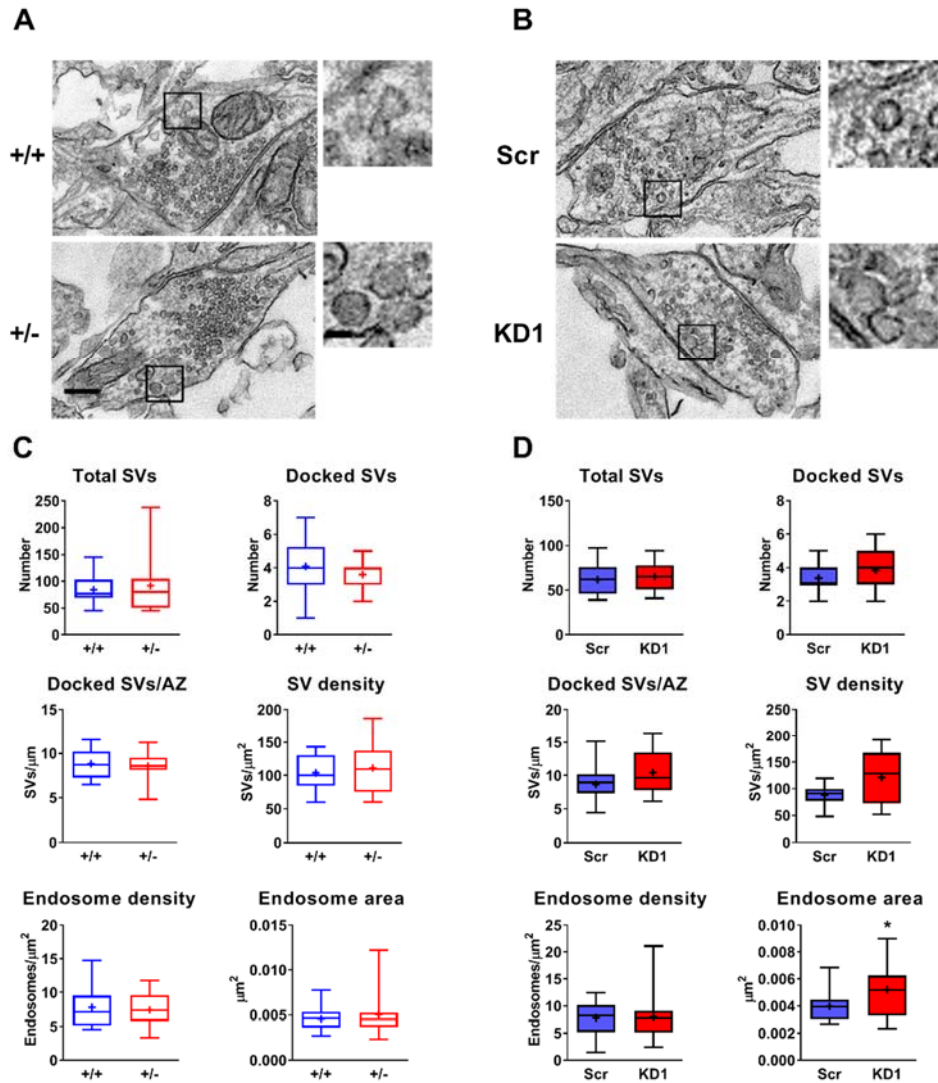 A
B
+/+
Scr
+/-
KD1
C
D
Total SVs
Number
250
200
150
100
50
0
+/+
+/-
Docked SVs
Number
8
6
4
2
0
+/+
+/-
Total SVs
Number
150
100
50
0
Scr
KD1
Docked SVs
Number
8
6
4
2
0
Scr
KD1
Docked SVs/AZ
SVs/μm
15
10
5
0
+/+
+/-
SV density
SVs/μm²
200
150
100
50
0
+/+
+/-
Docked SVs/AZ
SVs/μm
20
15
10
5
0
Scr
KD1
SV density
SVs/μm²
250
200
150
100
50
0
Scr
KD1
Endosome density
Endosomes/μm²
20
15
10
5
0
+/+
+/-
Endosome area
μm²
0.015
0.010
0.005
0.000
+/+
+/-
Endosome density
Endosomes/μm²
25
20
15
10
5
0
Scr
KD1
Endosome area
μm²
0.010
0.008
0.006
0.004
0.002
0.000
*
Scr
KD1